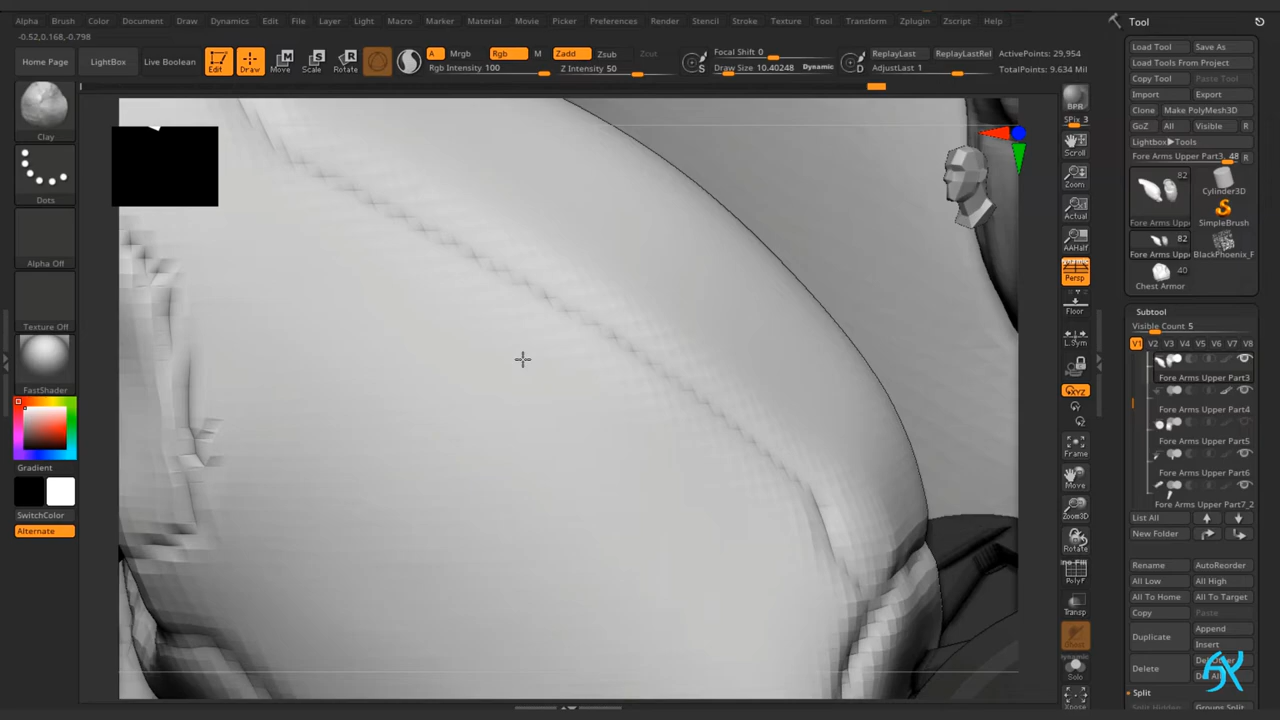 Alpha Brush Color Document Draw Dynamics Edit File Layer Light Macro Marker Material Movie Picker Preferences Render Stencil Stroke Texture Tool Transform Zplugin Zscript Help
Tool
-0.52,0.168,-0.798
Home Page LightBox Live Boolean Edit Draw Move Scale Rotate
A Mrgb Rgb M Zadd Zsub Zcut
Rgb Intensity 100 Z Intensity 50
S Focal Shift 0
Draw Size 10.40248 Dynamic
D ReplayLast ReplayLastRel
AdjustLast 1
ActivePoints: 29,954
TotalPoints: 9.634 Mil
Clay
Dots
Alpha Off
Texture Off
FastShader
Gradient
SwitchColor
Alternate
BPR
SPix 3
Scroll
Zoom
Actual
AAHalf
Dynamic
Persp
Floor
L.Sym
XYZ
Y
Z
Frame
Move
Zoom3D
Rotate
PolyF
Transp
Ghost
Dynamic
Solo
Xpose
Load Tool Save As
Load Tools From Project
Copy Tool Paste Tool
Import Export
Clone Make PolyMesh3D
GoZ All Visible R
Lightbox▶Tools
Fore Arms Upper Part3. 48 R
82
Cylinder3D
Fore Arms Uppe SimpleBrush
82
Fore Arms Uppe BlackPhoenix_F
40
Chest Armor
Subtool
Visible Count 5
V1 V2 V3 V4 V5 V6 V7 V8
Fore Arms Upper Part3
Fore Arms Upper Part4
Fore Arms Upper Part5
Fore Arms Upper Part6
Fore Arms Upper Part7_2
List All
New Folder
Rename AutoReorder
All Low All High
All To Home All To Target
Copy Paste
Duplicate Append
Insert
Delete
Split
Split Hidden Groups Split